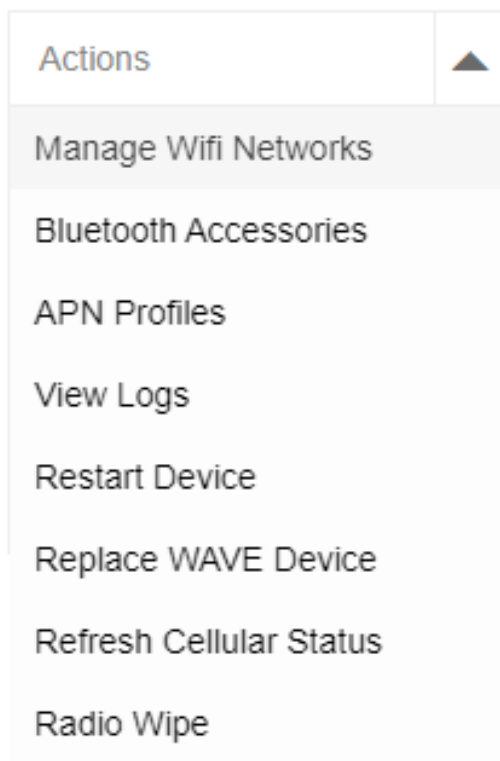 Actions
Manage Wifi Networks
Bluetooth Accessories
APN Profiles
View Logs
Restart Device
Replace WAVE Device
Refresh Cellular Status
Radio Wipe